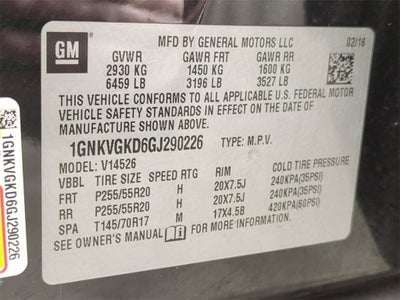 GM
MFD BY GENERAL MOTORS LLC
02/16
GVWR GAWR FRT GAWR RR
2930 KG 1450 KG 1600 KG
6459 LB 3196 LB 3527 LB
THIS VEHICLE CONFORMS TO ALL APPLICABLE U.S. FEDERAL MOTOR
VEHICLE SAFETY STANDARDS IN EFFECT ON THE DATE OF
MANUFACTURE SHOWN ABOVE.
1GNKVGKD6GJ290226 TYPE: M.P.V.
MODEL: V14526
VBBL TIRE SIZE SPEED RTG RIM COLD TIRE PRESSURE
FRT P255/55R20 H 20X7.5J 240KPA(35PSI)
RR P255/55R20 H 20X7.5J 240KPA(35PSI)
SPA T145/70R17 M 17X4.5B 420KPA(60PSI)
SEE OWNER'S MANUAL FOR MORE INFORMATION.
1GNKVGKD6GJ290226